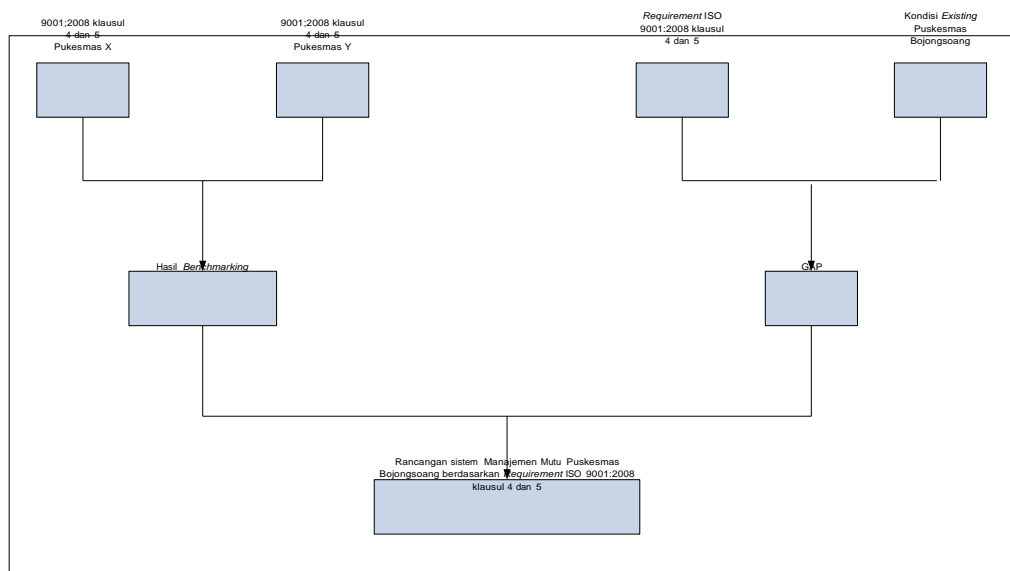 9001;2008 klausul
4 dan 5
Pukesmas X
9001;2008 klausul
4 dan 5
Pukesmas Y
Requirement ISO
9001:2008 klausul
4 dan 5
Kondisi Existing
Puskesmas
Bojongsoang
Hasil Benchmarking
GAP
Rancangan sistem Manajemen Mutu Puskesmas
Bojongsoang berdasarkan Requirement ISO 9001:2008
klausul 4 dan 5